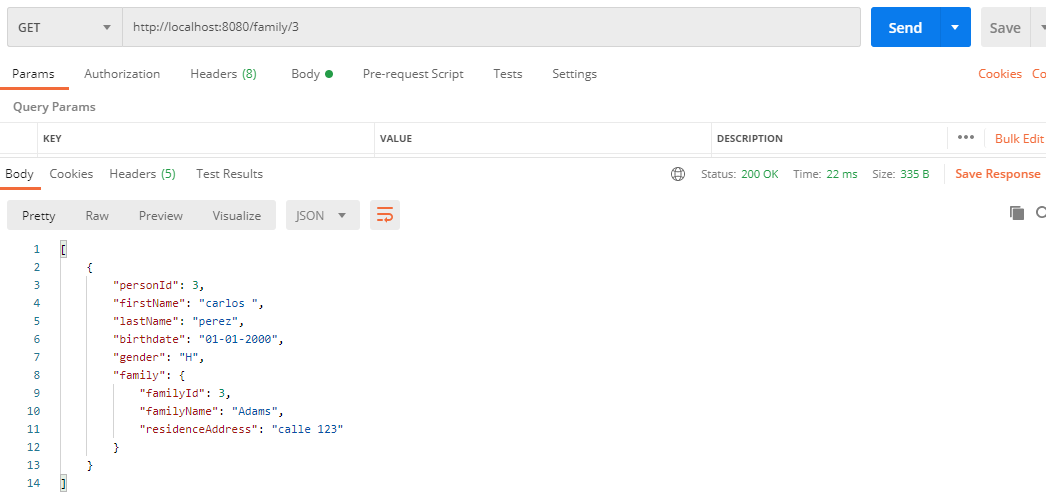 GET http://localhost:8080/family/3 Send Save
Params Authorization Headers (8) Body Pre-request Script Tests Settings Cookies Co
Query Params
KEY VALUE DESCRIPTION ••• Bulk Edit
Body Cookies Headers (5) Test Results Status: 200 OK Time: 22 ms Size: 335 B Save Response
Pretty Raw Preview Visualize JSON
1 [
2 {
3 "personId": 3,
4 "firstName": "carlos ",
5 "lastName": "perez",
6 "birthdate": "01-01-2000",
7 "gender": "H",
8 "family": {
9 "familyId": 3,
10 "familyName": "Adams",
11 "residenceAddress": "calle 123"
12 }
13 }
14 ]